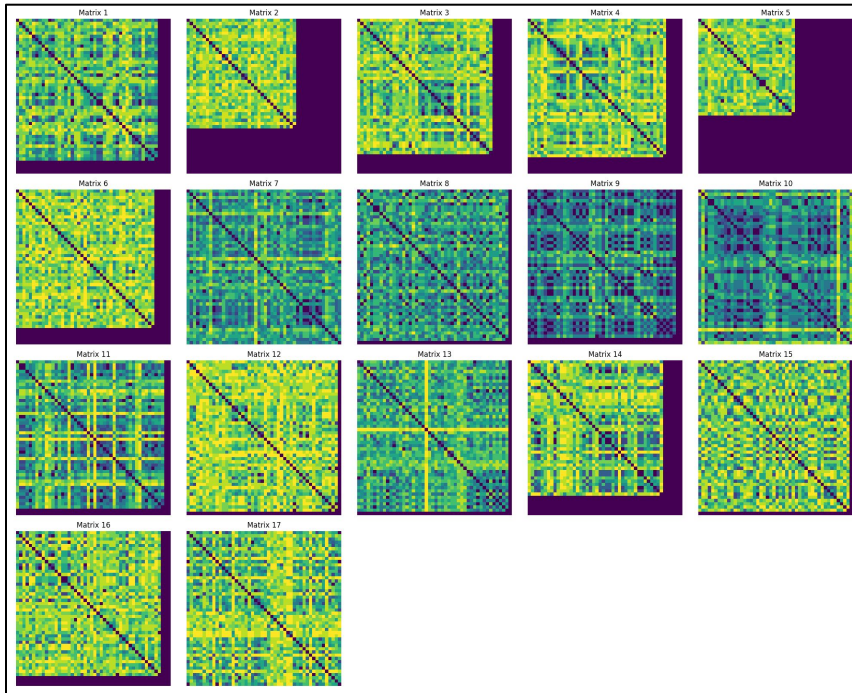 Matrix 1
Matrix 2
Matrix 3
Matrix 4
Matrix 5
Matrix 6
Matrix 7
Matrix 8
Matrix 9
Matrix 10
Matrix 11
Matrix 12
Matrix 13
Matrix 14
Matrix 15
Matrix 16
Matrix 17